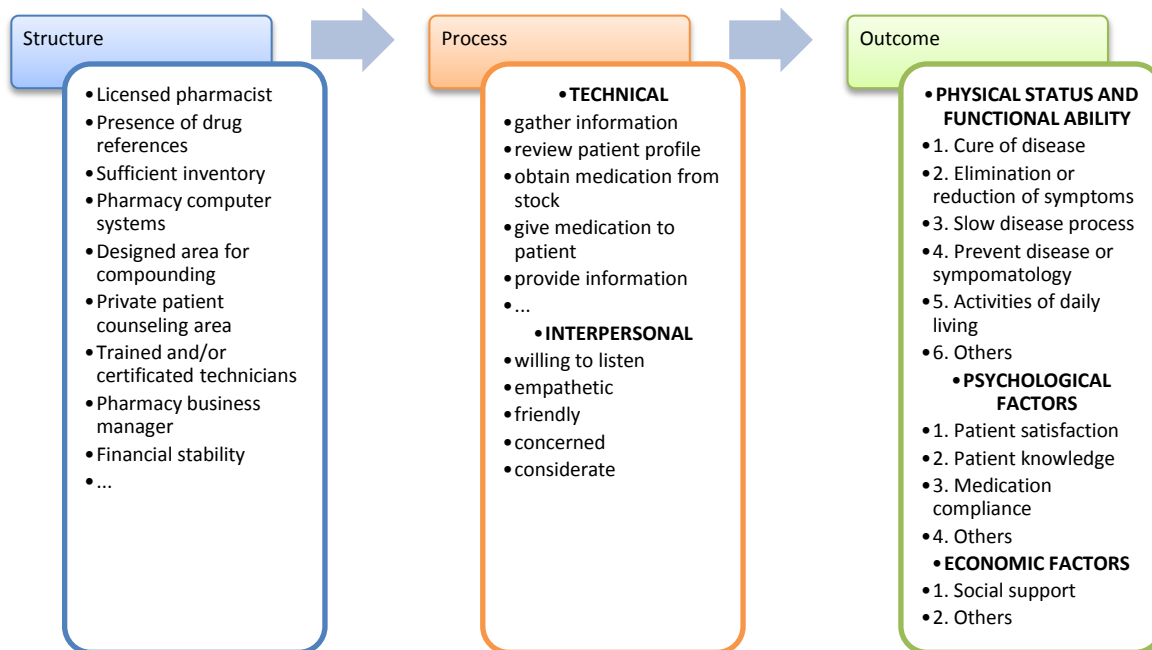 Structure
•Licensed pharmacist
•Presence of drug
references
•Sufficient inventory
•Pharmacy computer
systems
•Designed area for
compounding
•Private patient
counseling area
•Trained and/or
certificated technicians
•Pharmacy business
manager
•Financial stability
•...
Process
•TECHNICAL
•gather information
•review patient profile
•obtain medication from
stock
•give medication to
patient
•provide information
•...
•INTERPERSONAL
•willing to listen
•empathetic
•friendly
•concerned
•considerate
Outcome
•PHYSICAL STATUS AND
FUNCTIONAL ABILITY
•1. Cure of disease
•2. Elimination or
reduction of symptoms
•3. Slow disease process
•4. Prevent disease or
sympomatology
•5. Activities of daily
living
•6. Others
•PSYCHOLOGICAL
FACTORS
•1. Patient satisfaction
•2. Patient knowledge
•3. Medication
compliance
•4. Others
•ECONOMIC FACTORS
•1. Social support
•2. Others